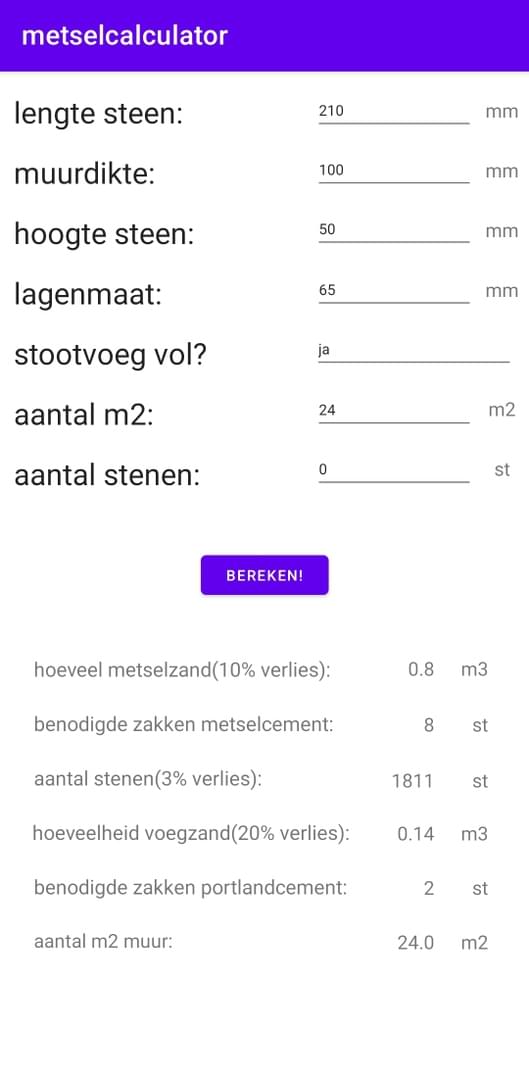 metselcalculator
lengte steen: 210 mm
muurdikte: 100 mm
hoogte steen: 50 mm
lagenmaat: 65 mm
stootvoeg vol? ja
aantal m2: 24 m2
aantal stenen: 0 st
BEREKEN!
hoeveel metselzand(10% verlies): 0.8 m3
benodigde zakken metselcement: 8 st
aantal stenen(3% verlies): 1811 st
hoeveelheid voegzand(20% verlies): 0.14 m3
benodigde zakken portlandcement: 2 st
aantal m2 muur: 24.0 m2